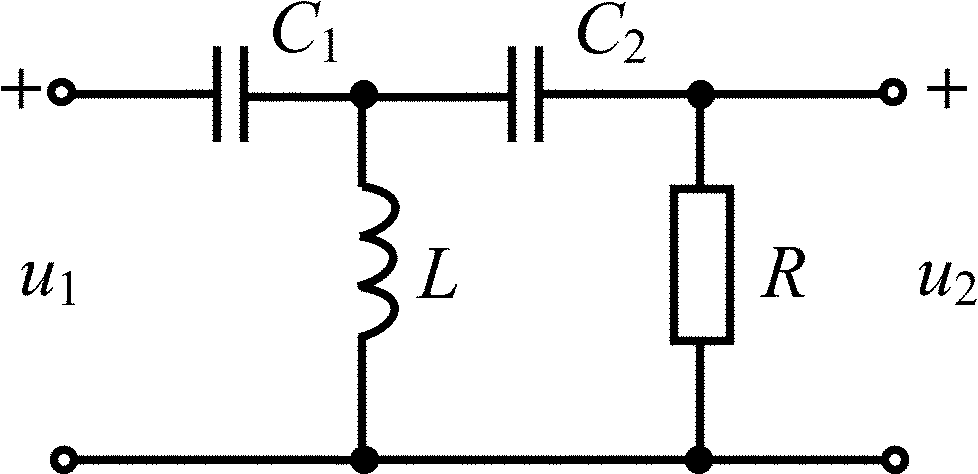 C₁ C₂
+ +
u₁ L R u₂